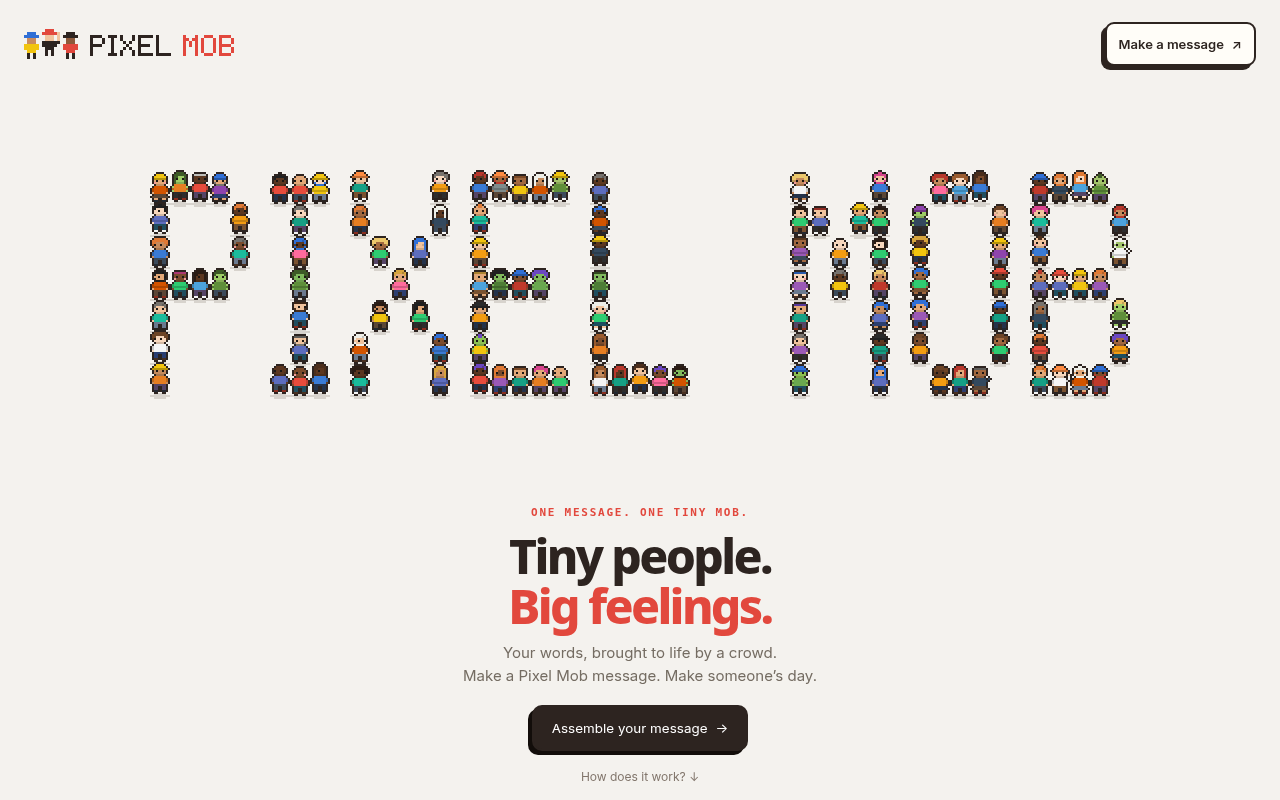 PIXEL MOB
Make a message ↗
PIXEL MOB
ONE MESSAGE. ONE TINY MOB.
Tiny people.
Big feelings.
Your words, brought to life by a crowd.
Make a Pixel Mob message. Make someone’s day.
Assemble your message →
How does it work? ↓